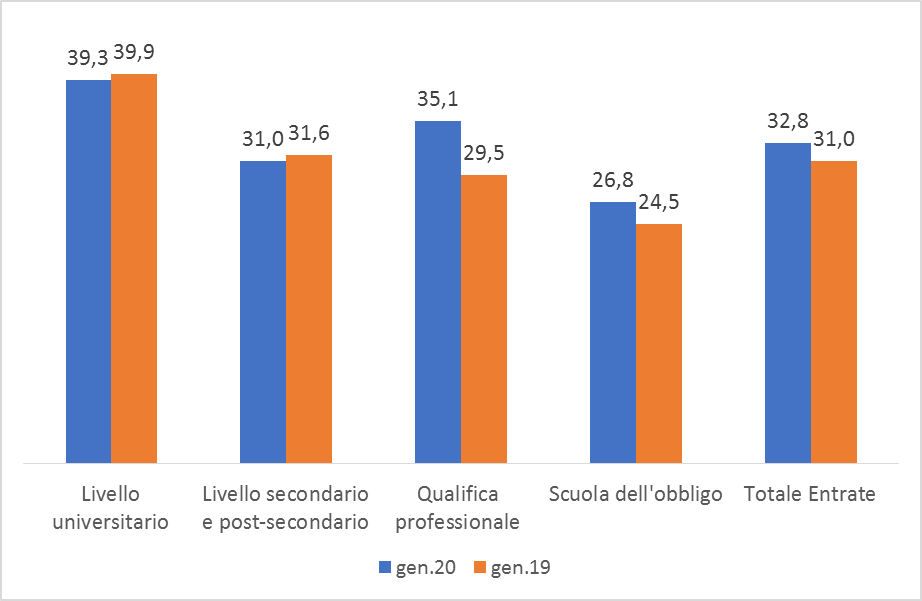 39,3
39,9
31,0
31,6
35,1
29,5
26,8
24,5
32,8
31,0
Livello
universitario
Livello secondario
e post-secondario
Qualifica
professionale
Scuola dell'obbligo
Totale Entrate
gen.20
gen.19